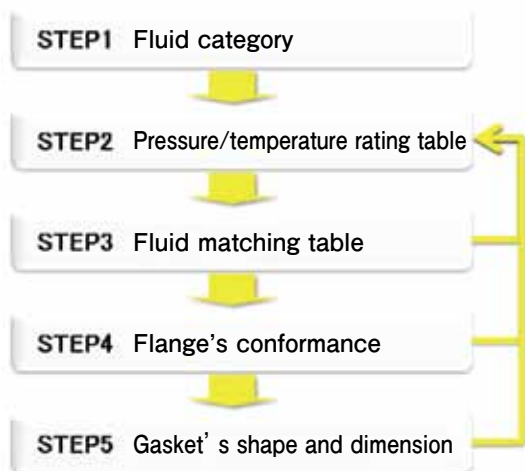 STEP1 Fluid category
STEP2 Pressure/temperature rating table
STEP3 Fluid matching table
STEP4 Flange's conformance
STEP5 Gasket's shape and dimension